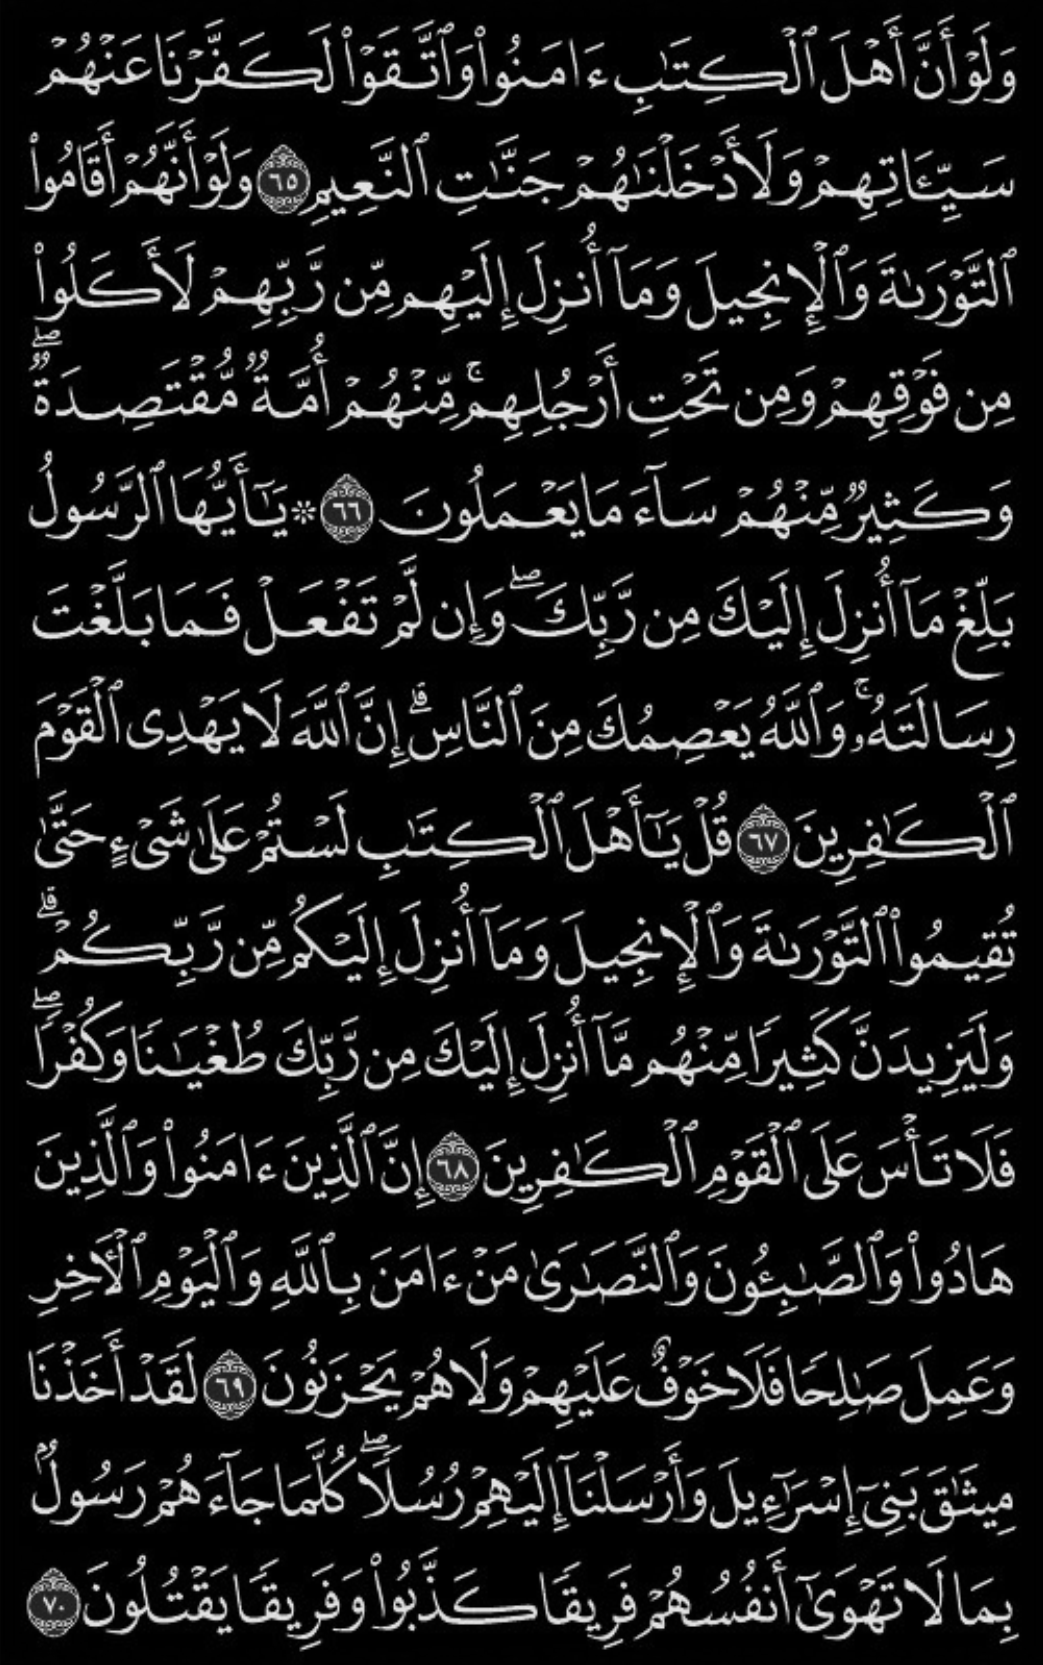 وَلَوْ أَنَّ أَهْلَ ٱلْكِتَٰبِ ءَامَنُوا۟ وَٱتَّقَوْا۟ لَكَفَّرْنَا عَنْهُمْ
سَيِّـَٔاتِهِمْ وَلَأَدْخَلْنَٰهُمْ جَنَّٰتِ ٱلنَّعِيمِ ٦٥ وَلَوْ أَنَّهُمْ أَقَامُوا۟
ٱلتَّوْرَىٰةَ وَٱلْإِنجِيلَ وَمَآ أُنزِلَ إِلَيْهِم مِّن رَّبِّهِمْ لَأَكَلُوا۟
مِن فَوْقِهِمْ وَمِن تَحْتِ أَرْجُلِهِم ۚ مِّنْهُمْ أُمَّةٌ مُّقْتَصِدَةٌ ۖ
وَكَثِيرٌ مِّنْهُمْ سَآءَ مَا يَعْمَلُونَ ٦٦ ۞ يَٰٓأَيُّهَا ٱلرَّسُولُ
بَلِّغْ مَآ أُنزِلَ إِلَيْكَ مِن رَّبِّكَ ۖ وَإِن لَّمْ تَفْعَلْ فَمَا بَلَّغْتَ
رِسَالَتَهُۥ ۚ وَٱللَّهُ يَعْصِمُكَ مِنَ ٱلنَّاسِ ۗ إِنَّ ٱللَّهَ لَا يَهْدِى ٱلْقَوْمَ
ٱلْكَٰفِرِينَ ٦٧ قُلْ يَٰٓأَهْلَ ٱلْكِتَٰبِ لَسْتُمْ عَلَىٰ شَىْءٍ حَتَّىٰ
تُقِيمُوا۟ ٱلتَّوْرَىٰةَ وَٱلْإِنجِيلَ وَمَآ أُنزِلَ إِلَيْكُم مِّن رَّبِّكُمْ ۗ
وَلَيَزِيدَنَّ كَثِيرًا مِّنْهُم مَّآ أُنزِلَ إِلَيْكَ مِن رَّبِّكَ طُغْيَٰنًا وَكُفْرًا ۖ
فَلَا تَأْسَ عَلَى ٱلْقَوْمِ ٱلْكَٰفِرِينَ ٦٨ إِنَّ ٱلَّذِينَ ءَامَنُوا۟ وَٱلَّذِينَ
هَادُوا۟ وَٱلصَّٰبِـُٔونَ وَٱلنَّصَٰرَىٰ مَنْ ءَامَنَ بِٱللَّهِ وَٱلْيَوْمِ ٱلْءَاخِرِ
وَعَمِلَ صَٰلِحًا فَلَا خَوْفٌ عَلَيْهِمْ وَلَا هُمْ يَحْزَنُونَ ٦٩ لَقَدْ أَخَذْنَا
مِيثَٰقَ بَنِىٓ إِسْرَٰٓءِيلَ وَأَرْسَلْنَآ إِلَيْهِمْ رُسُلًا ۖ كُلَّمَا جَآءَهُمْ رَسُولٌۢ
بِمَا لَا تَهْوَىٰٓ أَنفُسُهُمْ فَرِيقًا كَذَّبُوا۟ وَفَرِيقًا يَقْتُلُونَ ٧٠